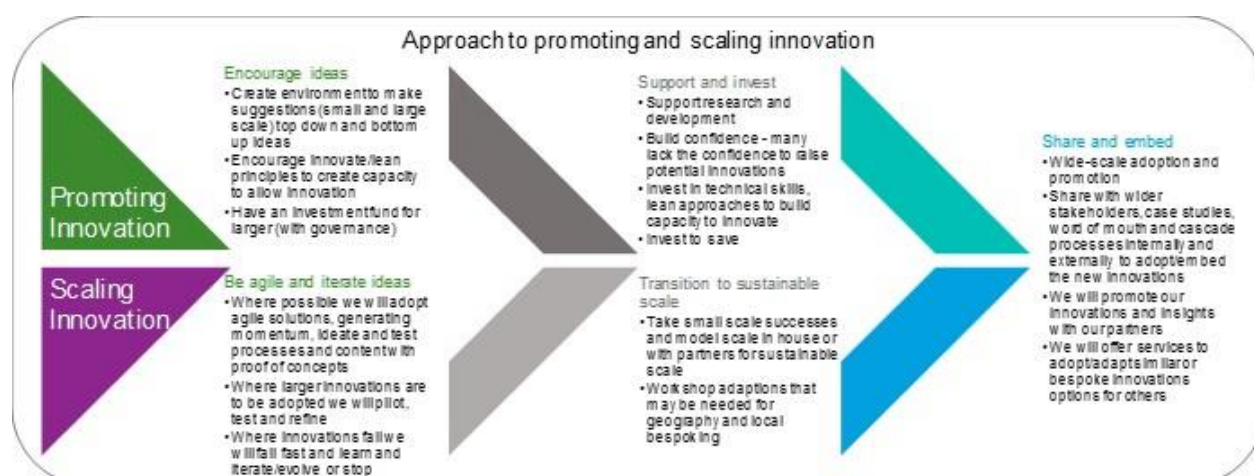 Approach to promoting and scaling innovation
Promoting
Innovation
Encourage ideas
•Create environment to make
suggestions (small and large
scale) top down and bottom
up ideas
•Encourage innovate/lean
principles to create capacity
to allow innovation
•Have an investment fund for
larger (with governance)
Support and invest
•Support research and
development
•Build confidence - many
lack the confidence to raise
potential innovations
•Invest in technical skills,
lean approaches to build
capacity to innovate
•Invest to save
Scaling
Innovation
Be agile and iterate ideas
•Where possible we will adopt
agile solutions, generating
momentum, ideate and test
processes and content with
proof of concepts
•Where larger innovations are
to be adopted we will pilot,
test and refine
•Where innovations fail we
will fail fast and learn and
iterate/evolve or stop
Transition to sustainable
scale
•Take small scale successes
and model scale in house or
with partners for sustainable
scale
•Workshop adaptions that
may be needed for
geography and local
bespoking
Share and embed
•Wide-scale adoption and
promotion
•Share with wider
stakeholders, case studies,
word of mouth and cascade
processes internally and
externally to adopt/embed
the new innovations
•We will promote our
innovations and insights
with our partners
•We will offer services to
adopt/adapt similar or
bespoke innovations
options for others